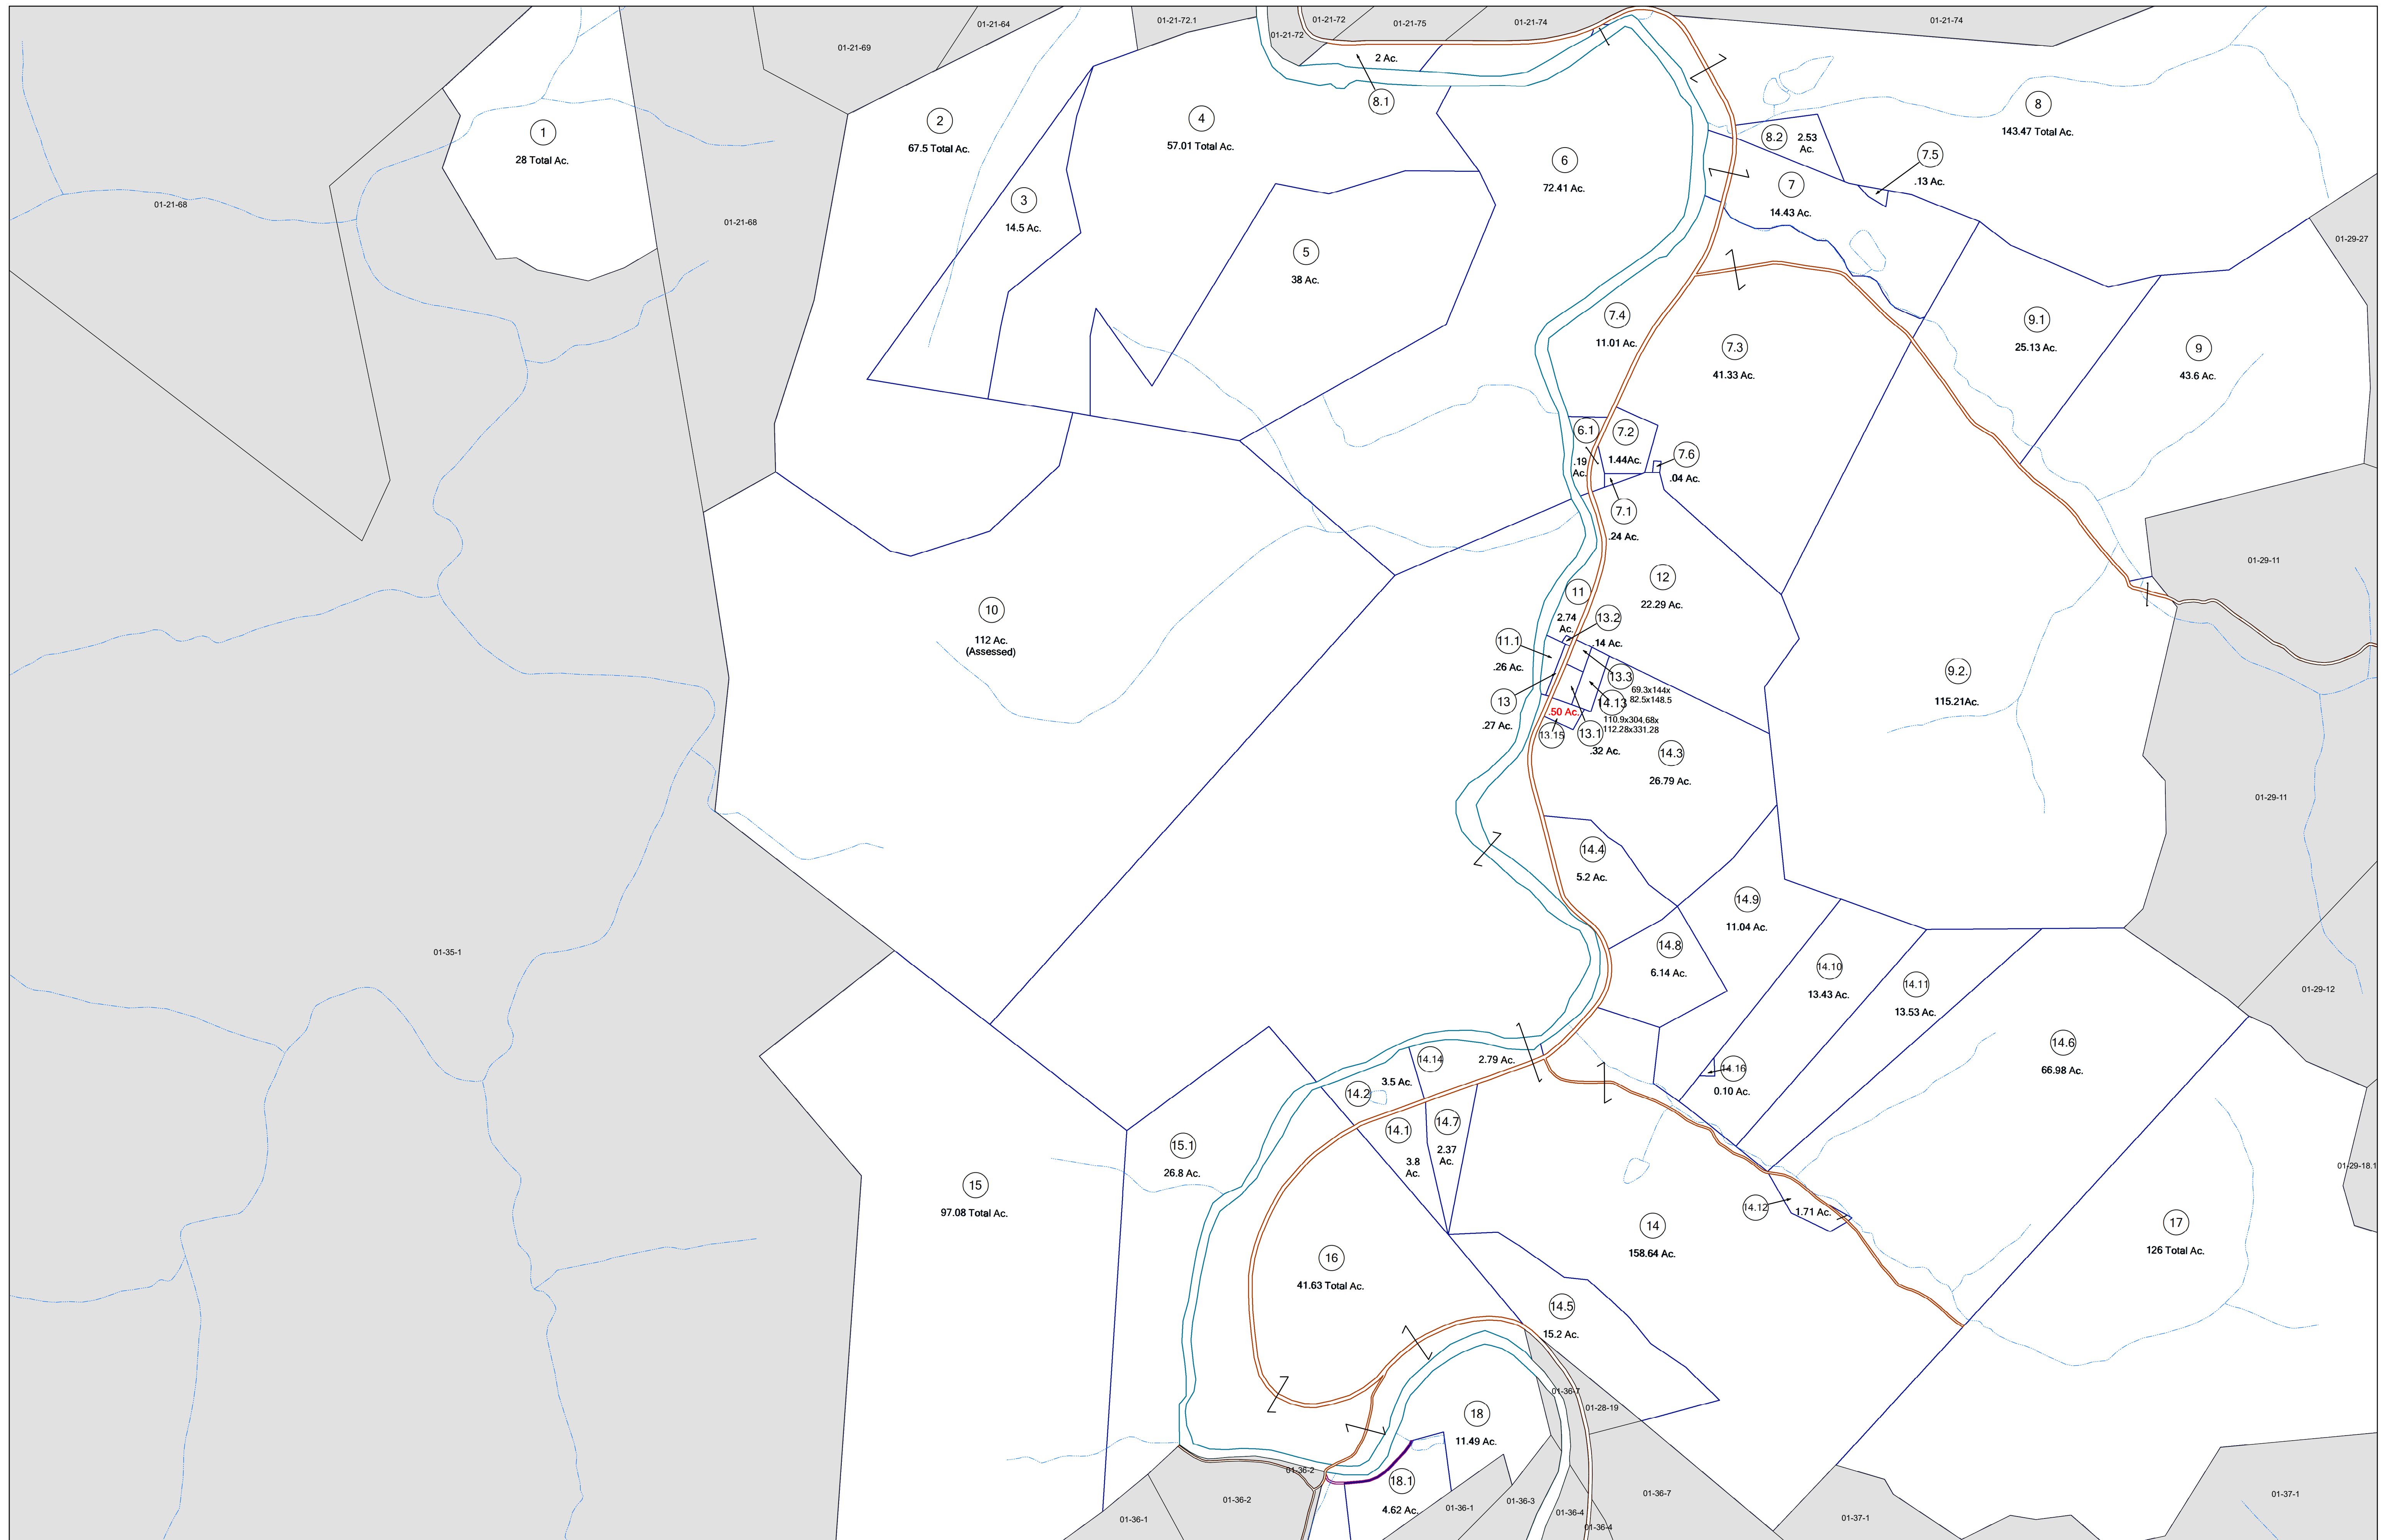 01-21-64
01-21-72.1
01-21-72
01-21-75
01-21-74
01-21-74
01-21-72
01-21-69
2 Ac.
8.1
1
28 Total Ac.
2
67.5 Total Ac.
4
57.01 Total Ac.
6
72.41 Ac.
8.2
2.53
Ac.
8
143.47 Total Ac.
7.5
.13 Ac.
01-21-68
01-21-68
3
14.5 Ac.
5
38 Ac.
7
14.43 Ac.
01-29-27
7.4
11.01 Ac.
7.3
41.33 Ac.
9.1
25.13 Ac.
9
43.6 Ac.
6.1
.19
Ac.
7.2
1.44Ac.
7.6
.04 Ac.
7.1
.24 Ac.
01-29-11
10
112 Ac.
(Assessed)
11
2.74
Ac.
12
22.29 Ac.
13.2
.14 Ac.
11.1
.26 Ac.
13.3
69.3x144x
82.5x148.5
13
.27 Ac.
14.13
110.9x304.68x
112.28x331.28
.50 Ac.
13.15
13.1
.32 Ac.
9.2.
115.21Ac.
14.3
26.79 Ac.
01-29-11
14.4
5.2 Ac.
14.9
11.04 Ac.
01-35-1
14.8
6.14 Ac.
14.10
13.43 Ac.
14.11
13.53 Ac.
01-29-12
14.14
2.79 Ac.
14.2
3.5 Ac.
14.16
0.10 Ac.
14.6
66.98 Ac.
14.1
3.8
Ac.
14.7
2.37
Ac.
15.1
26.8 Ac.
15
97.08 Total Ac.
01-29-18.1
14.12
1.71 Ac.
14
158.64 Ac.
17
126 Total Ac.
16
41.63 Total Ac.
14.5
15.2 Ac.
01-36-7
01-28-19
18
11.49 Ac.
01-36-2
18.1
4.62 Ac.
01-36-2
01-36-1
01-36-1
01-36-3
01-36-4
01-36-4
01-36-7
01-37-1
01-37-1